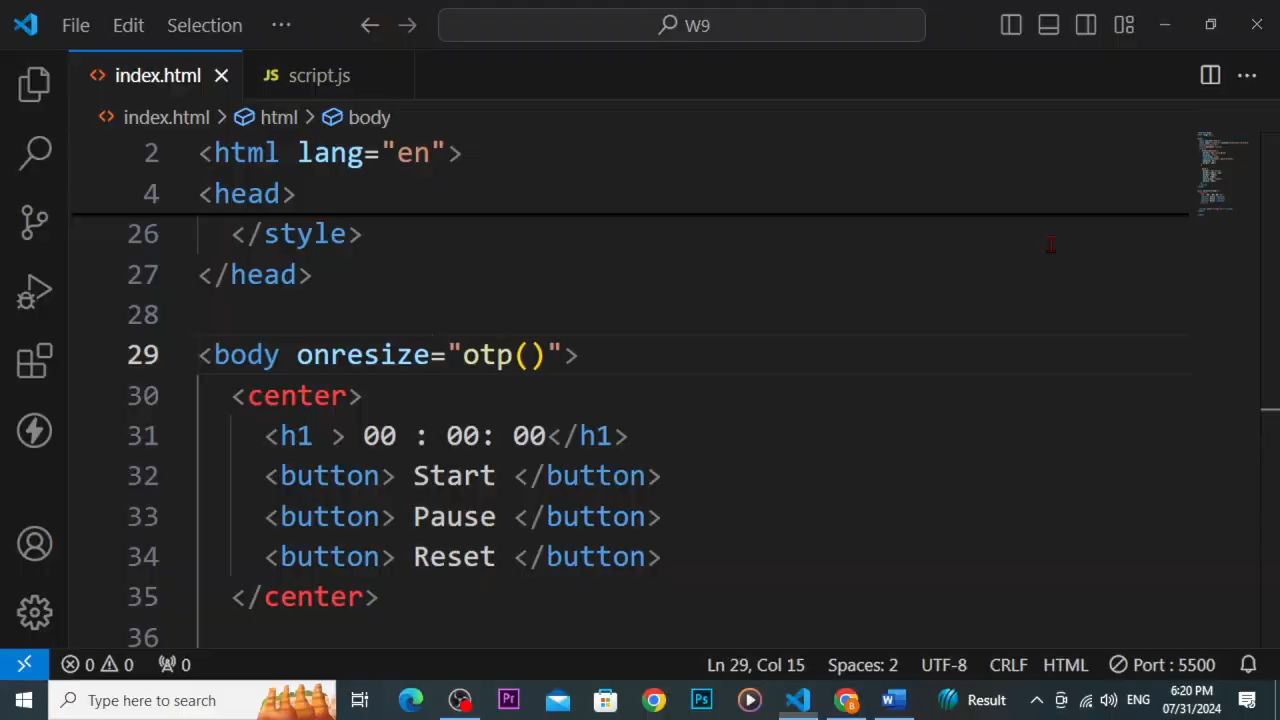 File Edit Selection ··· W9
index.html JS script.js
index.html > html > body
2 <html lang="en">
4 <head>
26 </style>
27 </head>
28
29 <body onresize="otp()">
30 <center>
31 <h1 > 00 : 00: 00</h1>
32 <button> Start </button>
33 <button> Pause </button>
34 <button> Reset </button>
35 </center>
36
0 0 0 Ln 29, Col 15 Spaces: 2 UTF-8 CRLF HTML Port : 5500
Type here to search Pr Ps W Result ENG 6:20 PM
07/31/2024